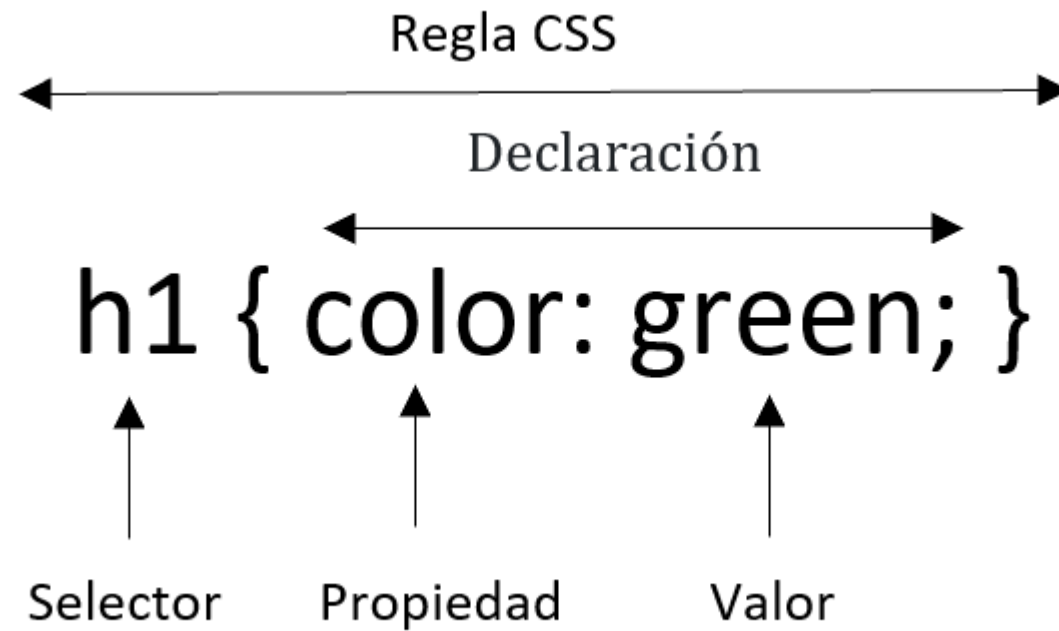 Regla CSS
Declaración
h1 { color: green; }
Selector Propiedad Valor